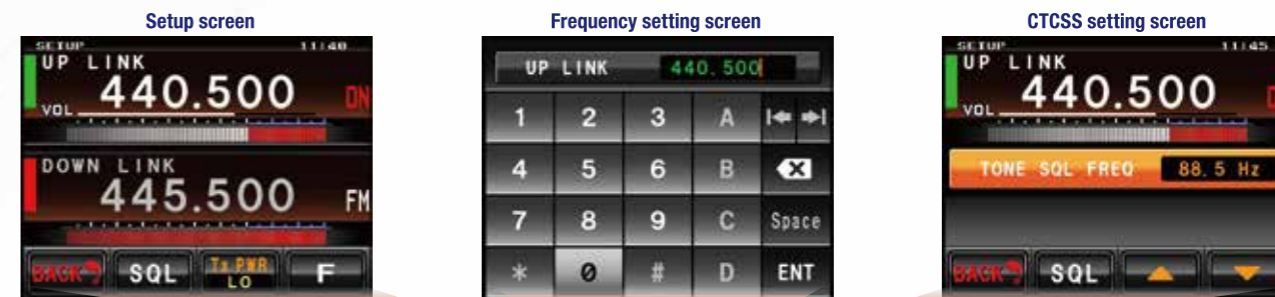 Setup screen
SETUP 11:40
UP LINK
440.500
VOL
DOWN LINK
445.500 FM
BACK SQL Tx PWR F
LO
Frequency setting screen
UP LINK 440.500
1 2 3 A
4 5 6 B
7 8 9 C Space
* 0 # D ENT
CTCSS setting screen
SETUP 11:45
UP LINK
440.500
VOL
TONE SQL FREQ 88.5 Hz
BACK SQL